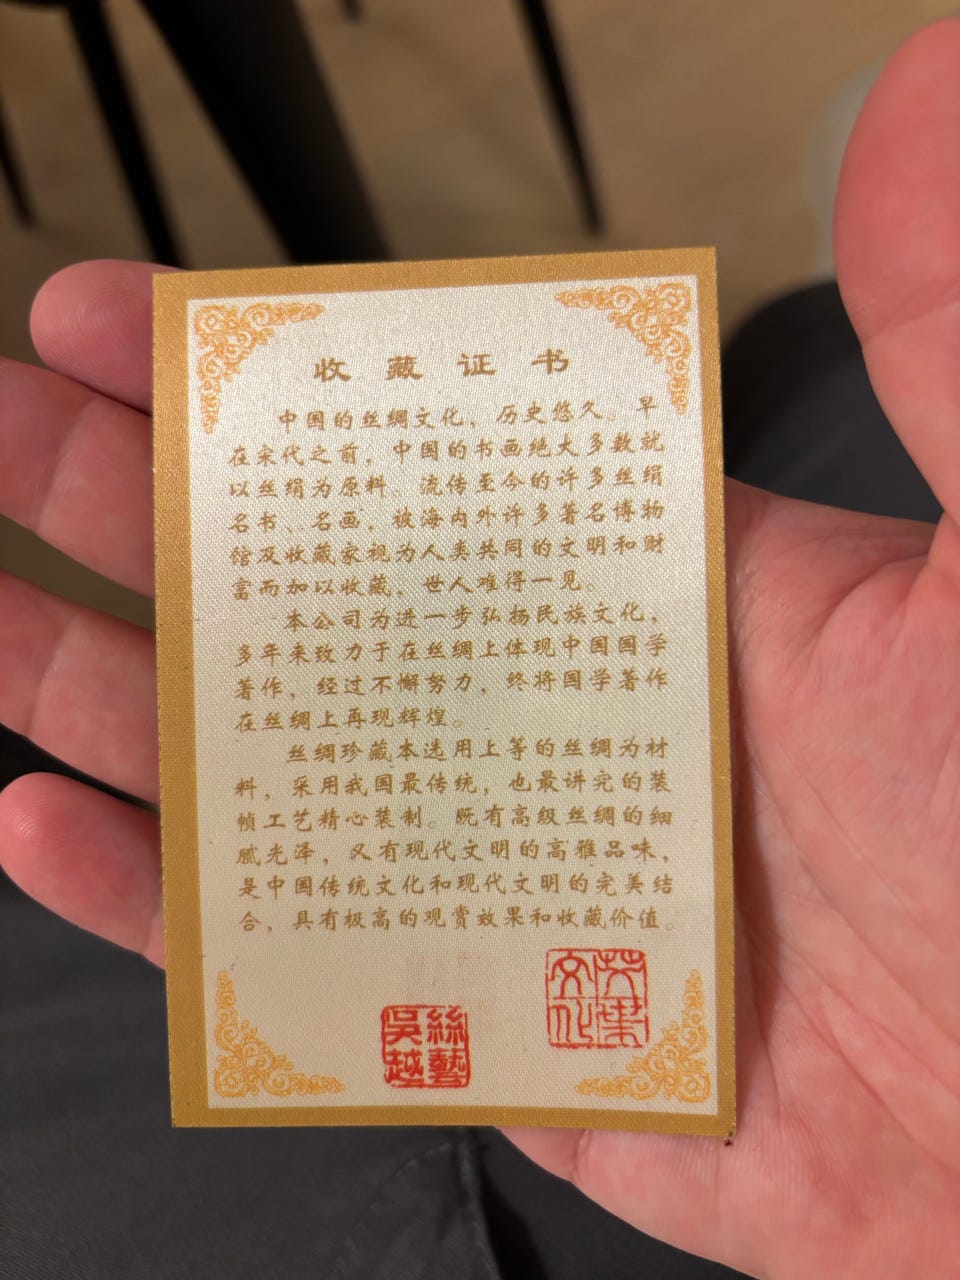 收藏证书
中国的丝绸文化，历史悠久。早
在宋代之前，中国的书画绝大多数就
以丝绢为原料。流传至今的许多丝绢
名书、名画，被海内外许多著名博物
馆及收藏家视为人类共同的文明和财
富而加以收藏，世人难得一见。
本公司为进一步弘扬民族文化，
多年来致力于在丝绸上体现中国国学
著作，经过不懈努力，终将国学著作
在丝绸上再现辉煌。
丝绸珍藏本选用上等的丝绸为材
料，采用我国最传统，也最讲究的装
帧工艺精心装制。既有高级丝绸的细
腻光泽，又有现代文明的高雅品味，
是中国传统文化和现代文明的完美结
合，具有极高的观赏效果和收藏价值。
文化
絲藝
吳越